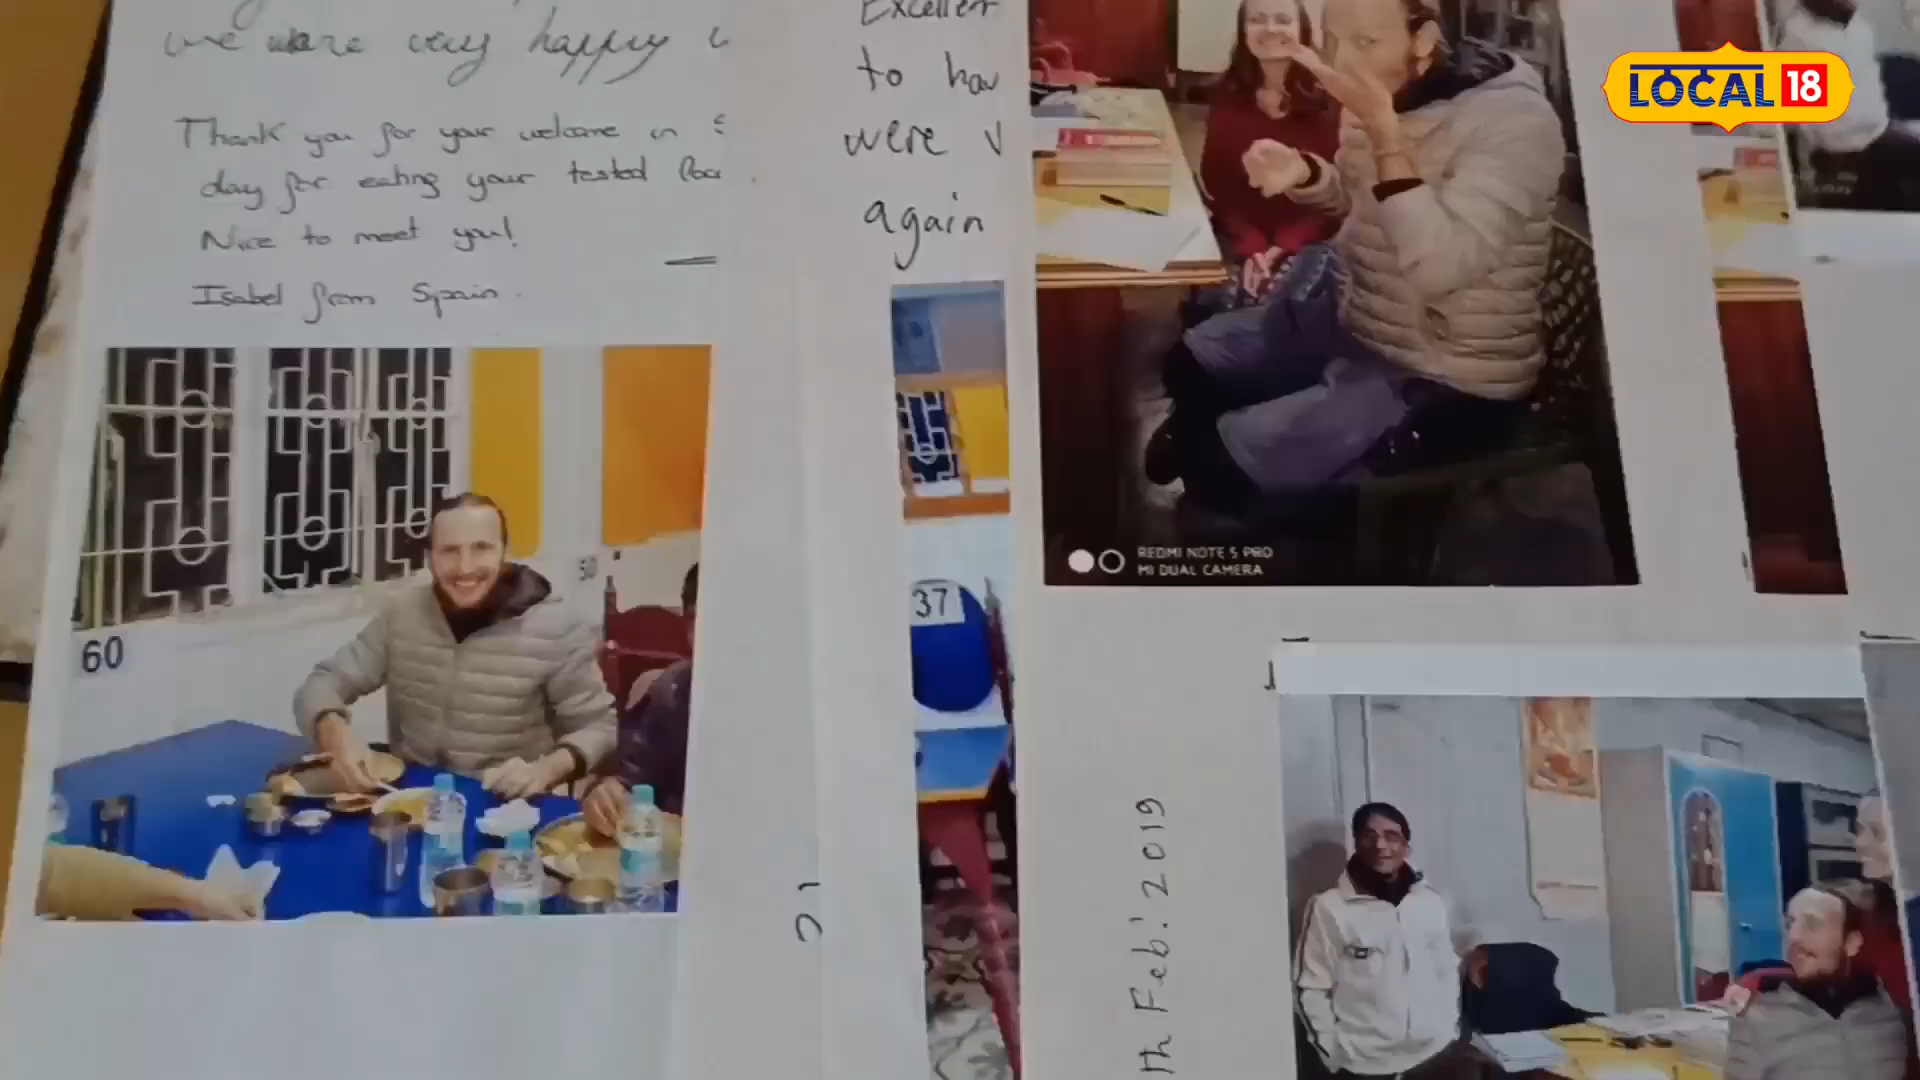 we were very happy
Thank you for your welcome in
day for eating your tested
Nice to meet you!
Isabel from Spain.
60
50
Excellent
to
were
again
37
REDMI NOTE 5 PRO
MI DUAL CAMERA
th Feb.' 2019
LOCAL 18